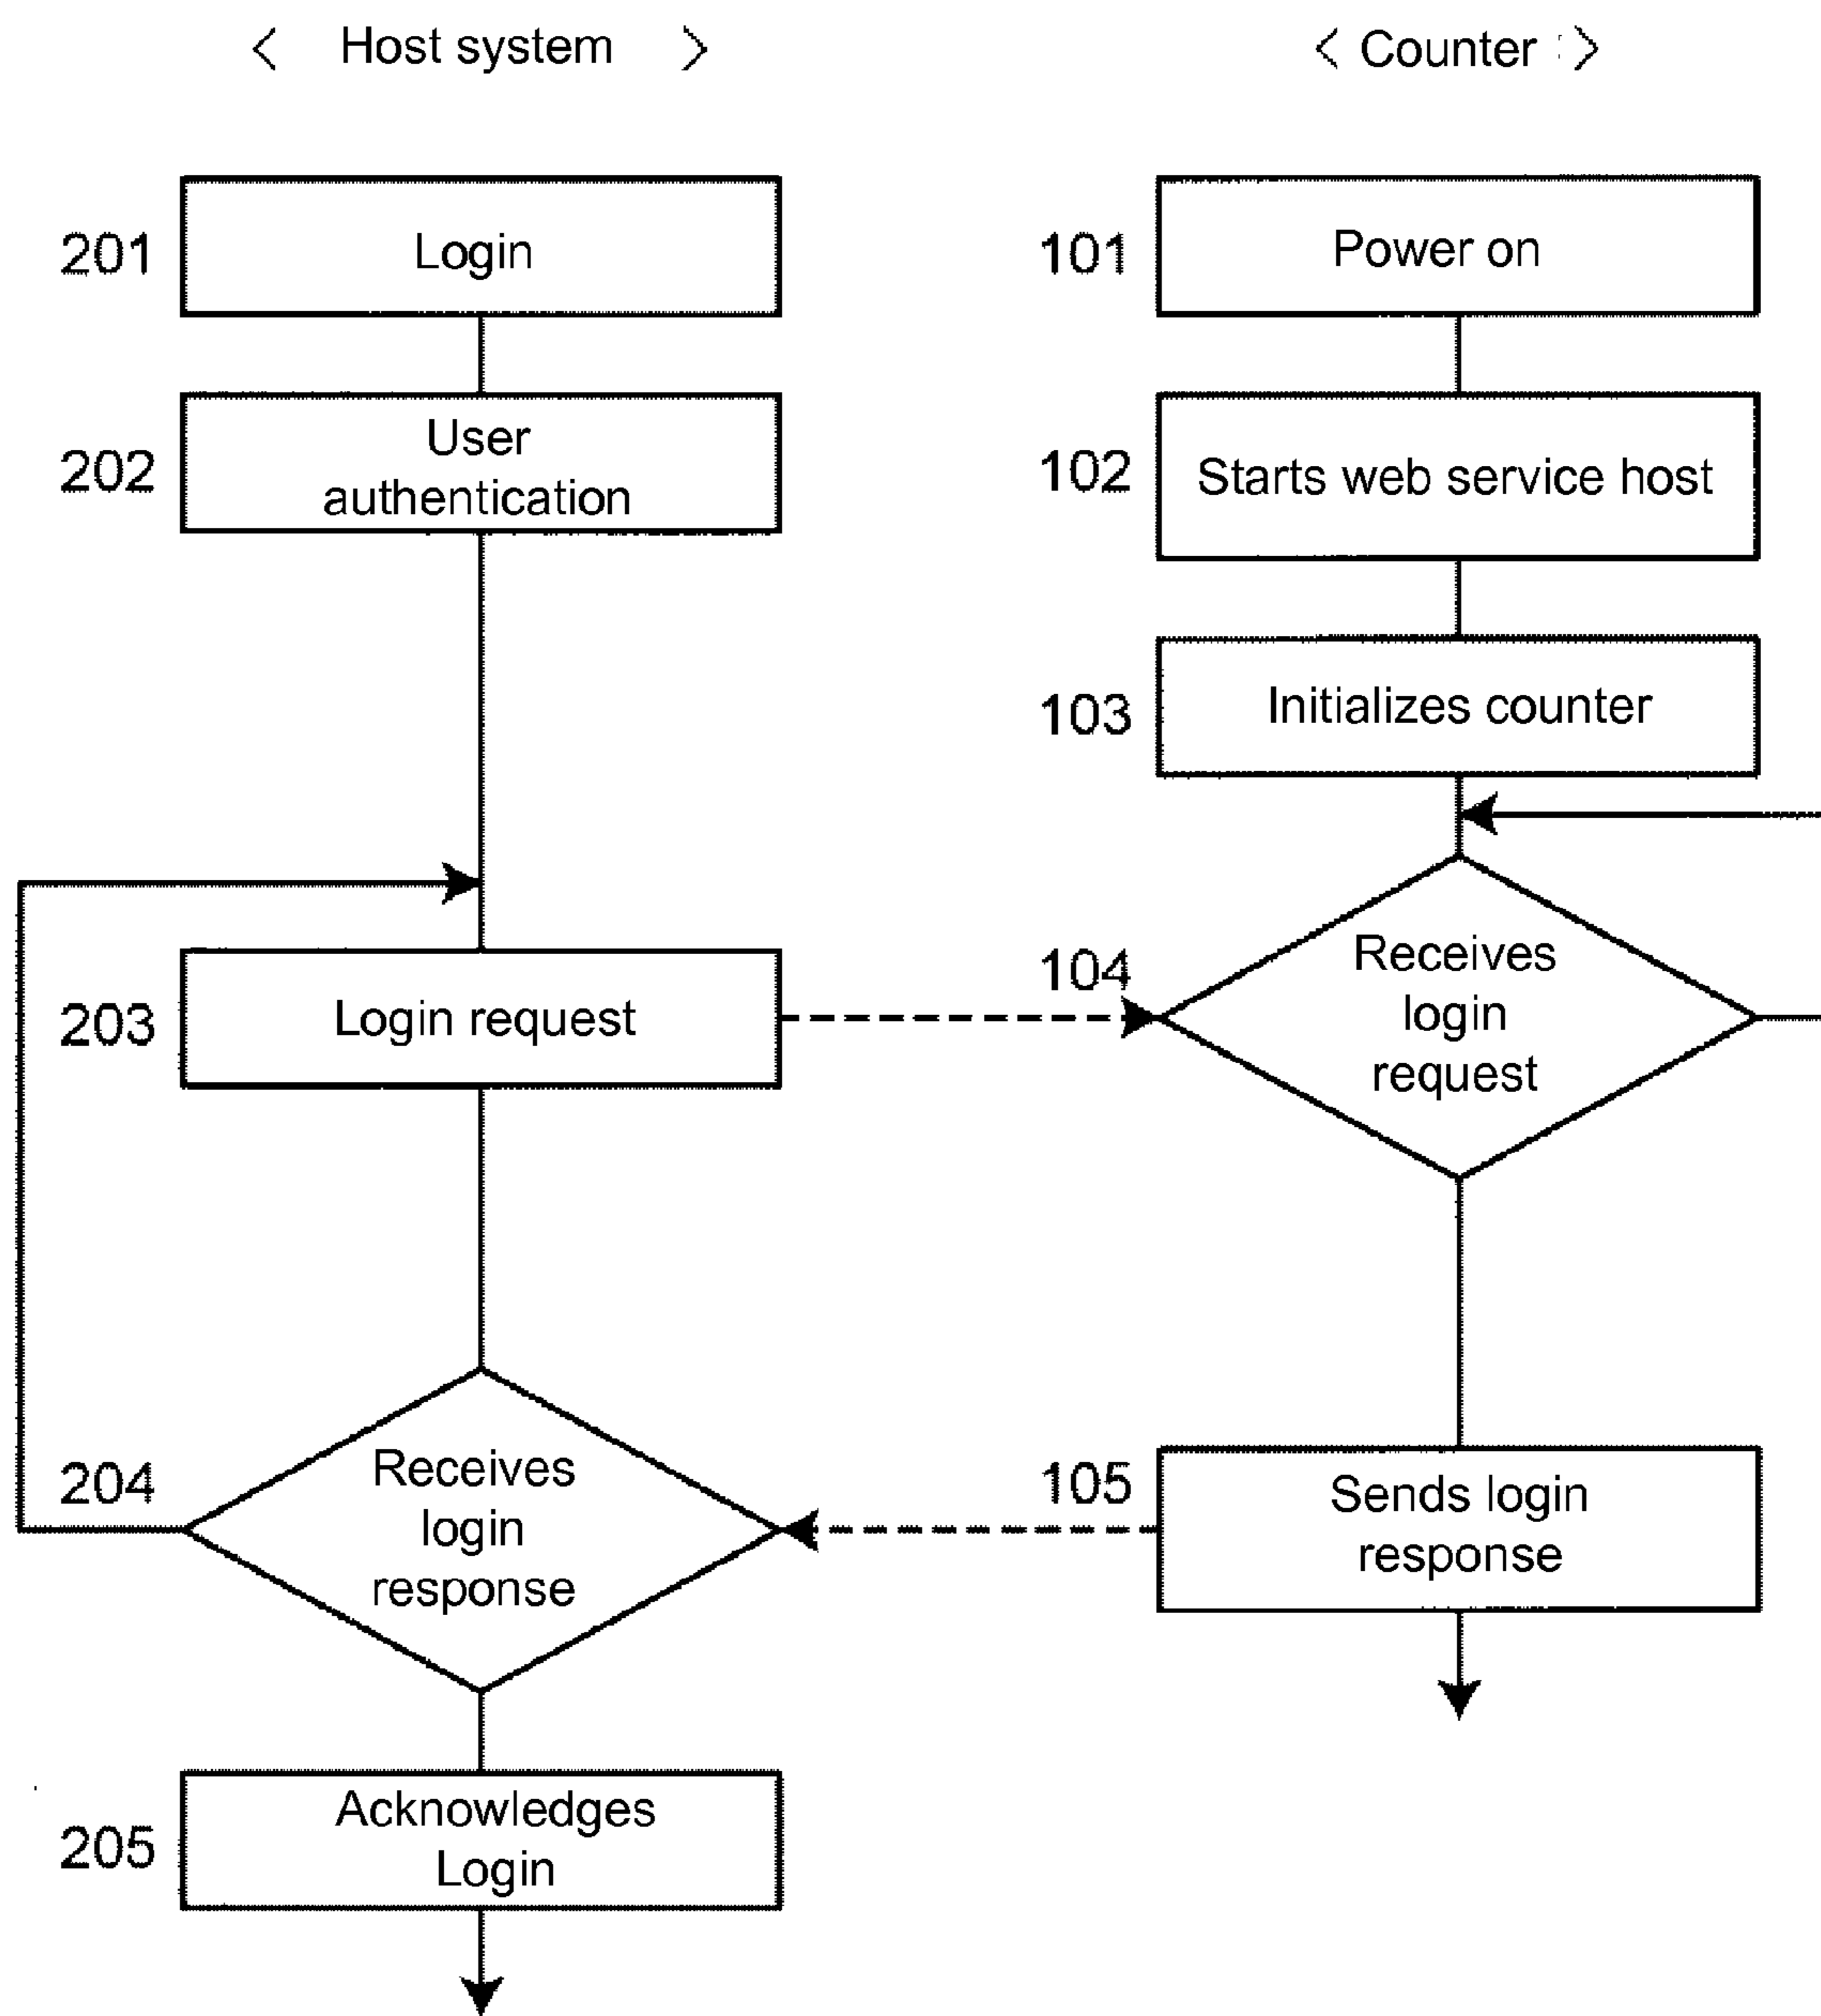 < Host system >
201
Login
202
User
authentication
203
Login request
204
Receives
login
response
205
Acknowledges
Login
< Counter >
101
Power on
102
Starts web service host
103
Initializes counter
104
Receives
login
request
105
Sends login
response